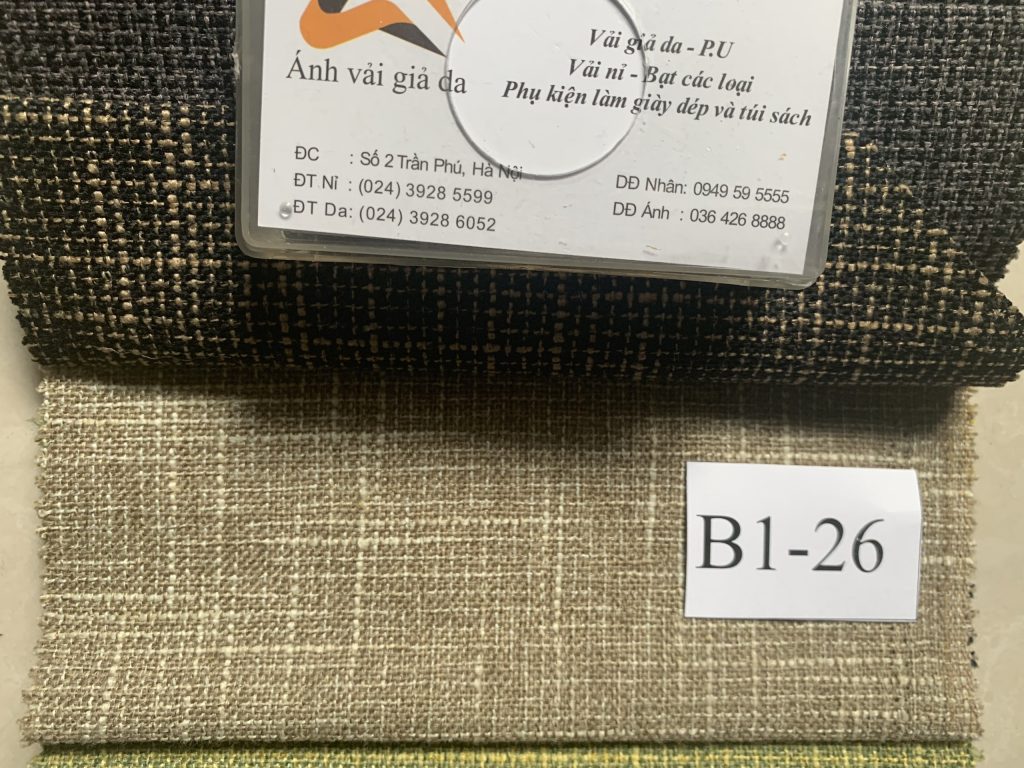 Ánh vải giả da
Vải giả da - P.U
Vải nỉ - Bạt các loại
Phụ kiện làm giày dép và túi sách
ĐC : Số 2 Trần Phú, Hà Nội
ĐT Nỉ : (024) 3928 5599
ĐT Da: (024) 3928 6052
DĐ Nhân: 0949 59 5555
DĐ Ánh : 036 426 8888
B1-26